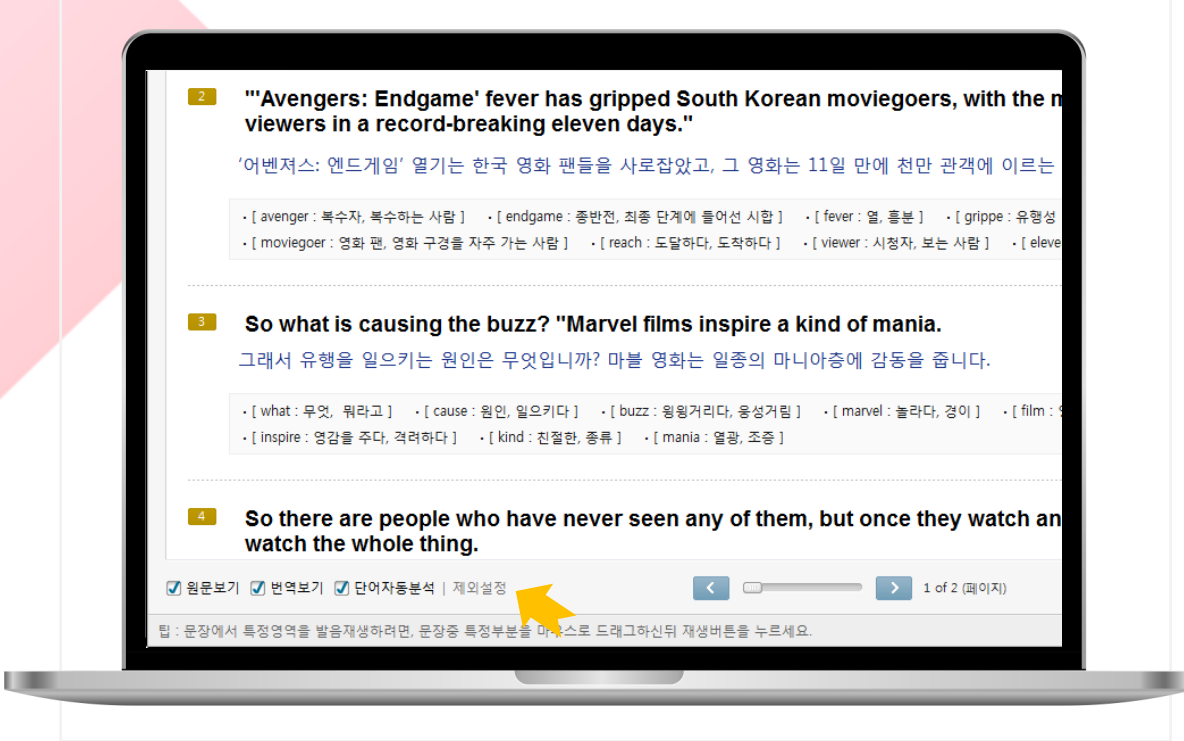 2
"'Avengers: Endgame' fever has gripped South Korean moviegoers, with the
viewers in a record-breaking eleven days."
‘어벤져스: 엔드게임’ 열기는 한국 영화 팬들을 사로잡았고, 그 영화는 11일 만에 천만 관객에 이르는
· [ avenger : 복수자, 복수하는 사람 ] · [ endgame : 종반전, 최종 단계에 들어선 시합 ] · [ fever : 열, 흥분 ] · [ grippe : 유행성
· [ moviegoer : 영화 팬, 영화 구경을 자주 가는 사람 ] · [ reach : 도달하다, 도착하다 ] · [ viewer : 시청자, 보는 사람 ] · [ eleve
3
So what is causing the buzz? "Marvel films inspire a kind of mania.
그래서 유행을 일으키는 원인은 무엇입니까? 마블 영화는 일종의 마니아층에 감동을 줍니다.
· [ what : 무엇, 뭐라고 ] · [ cause : 원인, 일으키다 ] · [ buzz : 윙윙거리다, 웅성거림 ] · [ marvel : 놀라다, 경이 ] · [ film :
· [ inspire : 영감을 주다, 격려하다 ] · [ kind : 친절한, 종류 ] · [ mania : 열광, 조증 ]
4
So there are people who have never seen any of them, but once they watch an
watch the whole thing.
원문보기 번역보기 단어자동분석 | 제외설정 1 of 2 (페이지)
팁 : 문장에서 특정영역을 발음재생하려면, 문장중 특정부분을 마우스로 드래그하신뒤 재생버튼을 누르세요.